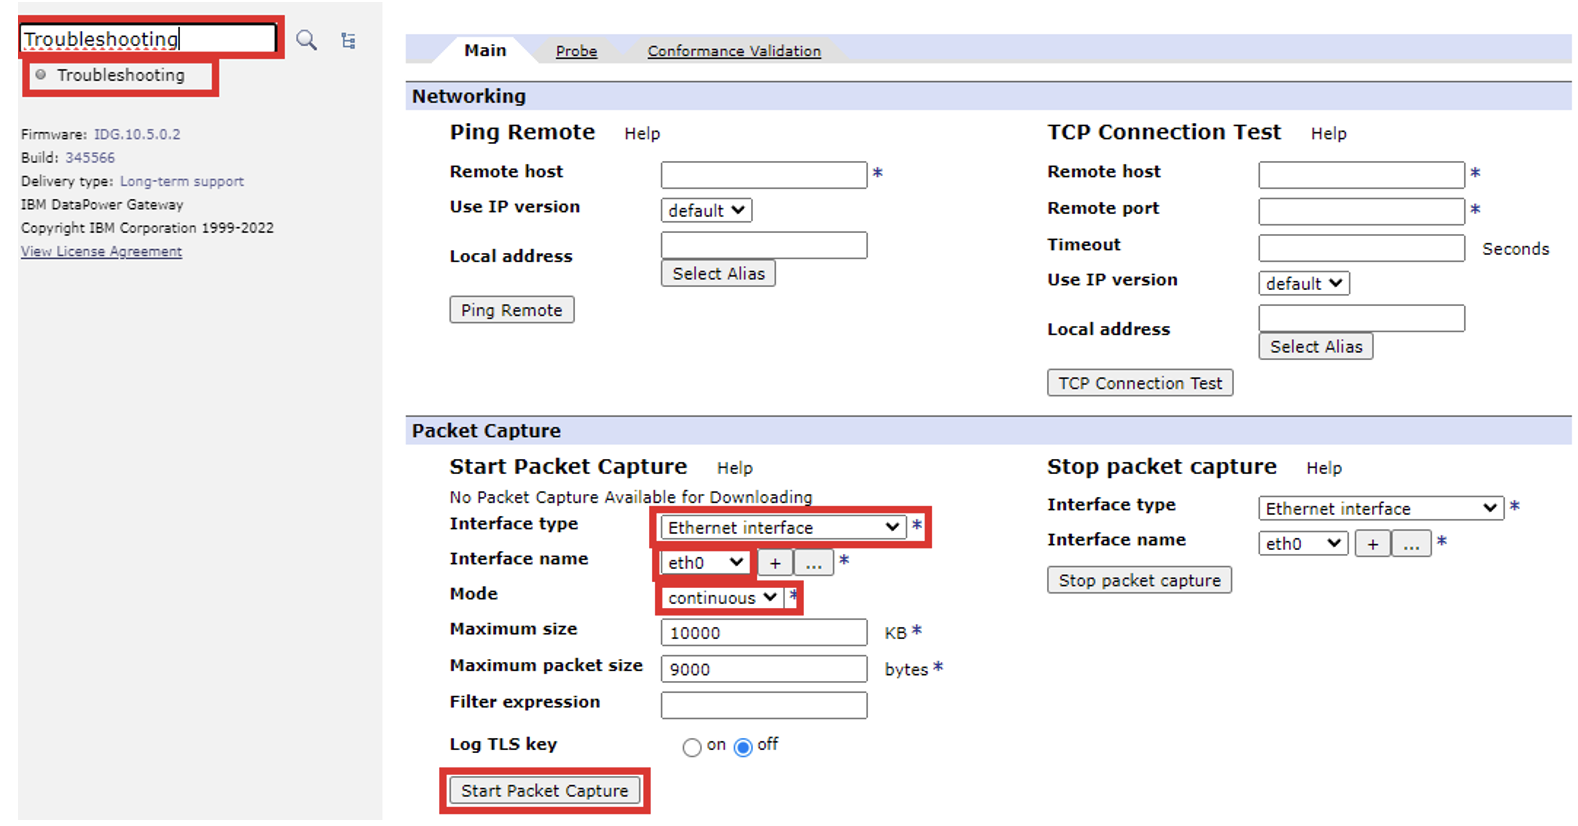 Troubleshooting
Troubleshooting
Firmware: IDG.10.5.0.2
Build: 345566
Delivery type: Long-term support
IBM DataPower Gateway
Copyright IBM Corporation 1999-2022
View License Agreement
Main Probe Conformance Validation
Networking
Ping Remote Help
Remote host *
Use IP version default
Local address
Select Alias
Ping Remote
TCP Connection Test Help
Remote host *
Remote port *
Timeout Seconds
Use IP version default
Local address
Select Alias
TCP Connection Test
Packet Capture
Start Packet Capture Help
No Packet Capture Available for Downloading
Interface type Ethernet interface *
Interface name eth0 + ... *
Mode continuous *
Maximum size 10000 KB *
Maximum packet size 9000 bytes *
Filter expression
Log TLS key on off
Start Packet Capture
Stop packet capture Help
Interface type Ethernet interface *
Interface name eth0 + ... *
Stop packet capture